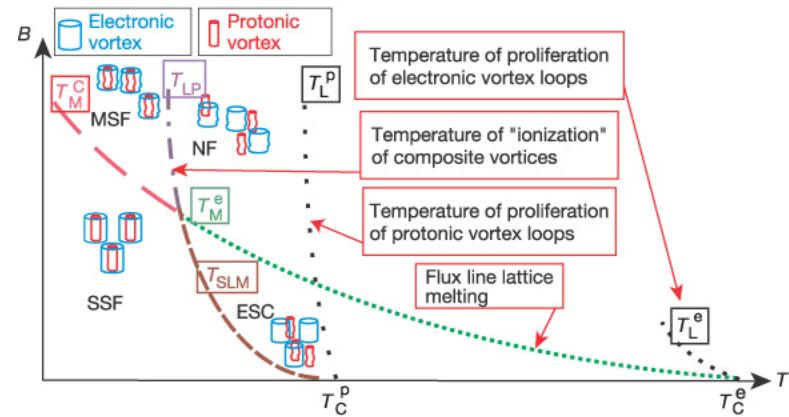 Electronic
vortex
Protonic
vortex
B
T_M^C
MSF
T_LP
NF
T_L^p
Temperature of proliferation
of electronic vortex loops
Temperature of "ionization"
of composite vortices
T_M^e
Temperature of proliferation
of protonic vortex loops
T_SLM
Flux line lattice
melting
SSF
ESC
T_L^e
T
T_C^p
T_C^e